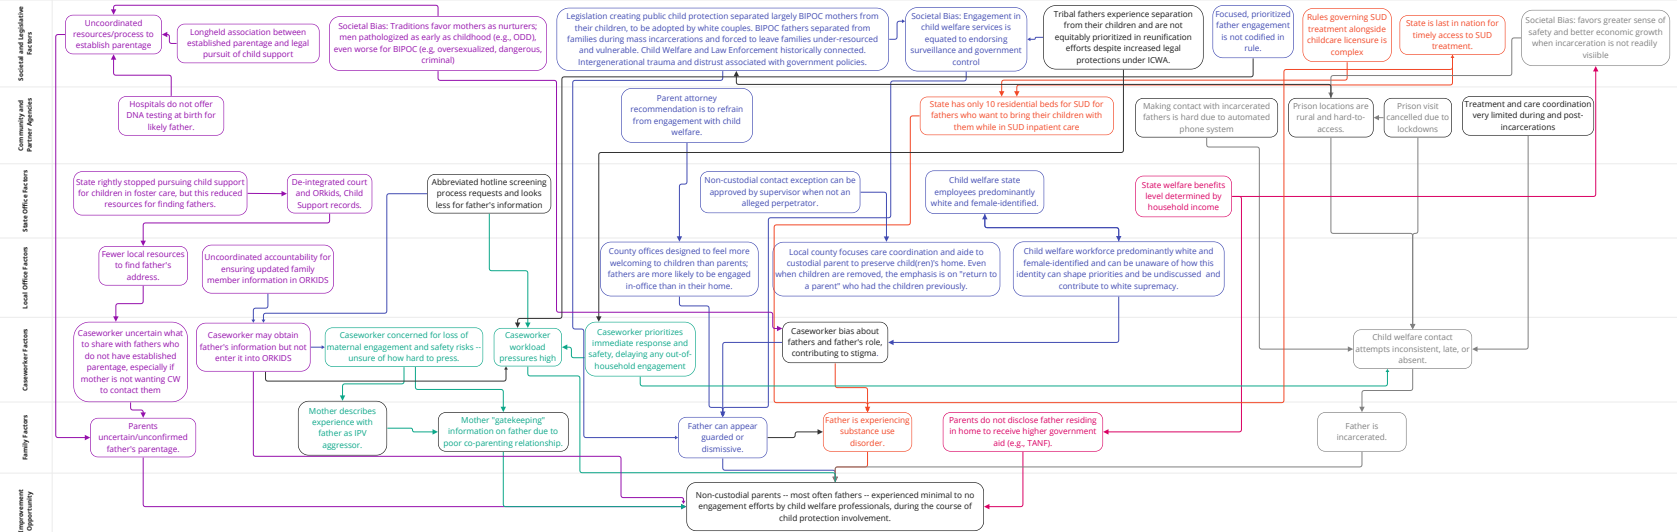 Societal and Legislative
Factors
Uncoordinated
resources/process to
establish parentage
Longheld association between
established parentage and legal
pursuit of child support
Societal Bias: Traditions favor mothers as nurturers;
men pathologized as early as childhood (e.g., ODD),
even worse for BIPOC (e.g, oversexualized, dangerous,
criminal)
Legislation creating public child protection separated largely BIPOC mothers from
their children, to be adopted by white couples. BIPOC fathers separated from
families during mass incarcerations and forced to leave families under-resourced
and vulnerable. Child Welfare and Law Enforcement historically connected.
Intergenerational trauma and distrust associated with government policies.
Societal Bias: Engagement in
child welfare services is
equated to endorsing
surveillance and government
control
Tribal fathers experience separation
from their children and are not
equitably prioritized in reunification
efforts despite increased legal
protections under ICWA.
Focused, prioritized
father engagement
is not codified in
rule.
Rules governing SUD
treatment alongside
childcare licensure is
complex
State is last in nation for
timely access to SUD
treatment.
Societal Bias: favors greater sense of
safety and better economic growth
when incarceration is not readily
visible
Community and
Partner Agencies
Hospitals do not offer
DNA testing at birth for
likely father.
Parent attorney
recommendation is to refrain
from engagement with child
welfare.
State has only 10 residential beds for SUD for
fathers who want to bring their children with
them while in SUD inpatient care
Making contact with incarcerated
fathers is hard due to automated
phone system
Prison locations are
rural and hard-to-
access.
Prison visit
cancelled due to
lockdowns
Treatment and care coordination
very limited during and post-
incarcerations
State Office Factors
State rightly stopped pursuing child support
for children in foster care, but this reduced
resources for finding fathers.
De-integrated court
and ORkids, Child
Support records.
Abbreviated hotline screening
process requests and looks
less for father's information
Non-custodial contact exception can be
approved by supervisor when not an
alleged perpetrator.
Child welfare state
employees predominantly
white and female-identified.
State welfare benefits
level determined by
household income
Local Office Factors
Fewer local resources
to find father's
address.
Uncoordinated accountability for
ensuring updated family
member information in ORKIDS
County offices designed to feel more
welcoming to children than parents;
fathers are more likely to be engaged
in-office than in their home.
Local county focuses care coordination and aide to
custodial parent to preserve child(ren)'s home. Even
when children are removed, the emphasis is on "return to
a parent" who had the children previously.
Child welfare workforce predominantly white and
female-identified and can be unaware of how this
identity can shape priorities and be undiscussed and
contribute to white supremacy.
Caseworker Factors
Caseworker uncertain what
to share with fathers who
do not have established
parentage, especially if
mother is not wanting CW
to contact them
Caseworker may obtain
father's information but not
enter it into ORKIDS
Caseworker concerned for loss of
maternal engagement and safety risks --
unsure of how hard to press.
Caseworker
workload
pressures high
Caseworker prioritizes
immediate response and
safety, delaying any out-of-
household engagement
Caseworker bias about
fathers and father's role,
contributing to stigma.
Child welfare contact
attempts inconsistent, late, or
absent.
Family Factors
Parents
uncertain/unconfirmed
father's parentage.
Mother describes
experience with
father as IPV
aggressor.
Mother "gatekeeping"
information on father due to
poor co-parenting relationship.
Father can appear
guarded or
dismissive.
Father is experiencing
substance use
disorder.
Parents do not disclose father residing
in home to receive higher government
aid (e.g., TANF).
Father is
incarcerated.
Improvement
Opportunity
Non-custodial parents -- most often fathers -- experienced minimal to no
engagement efforts by child welfare professionals, during the course of
child protection involvement.